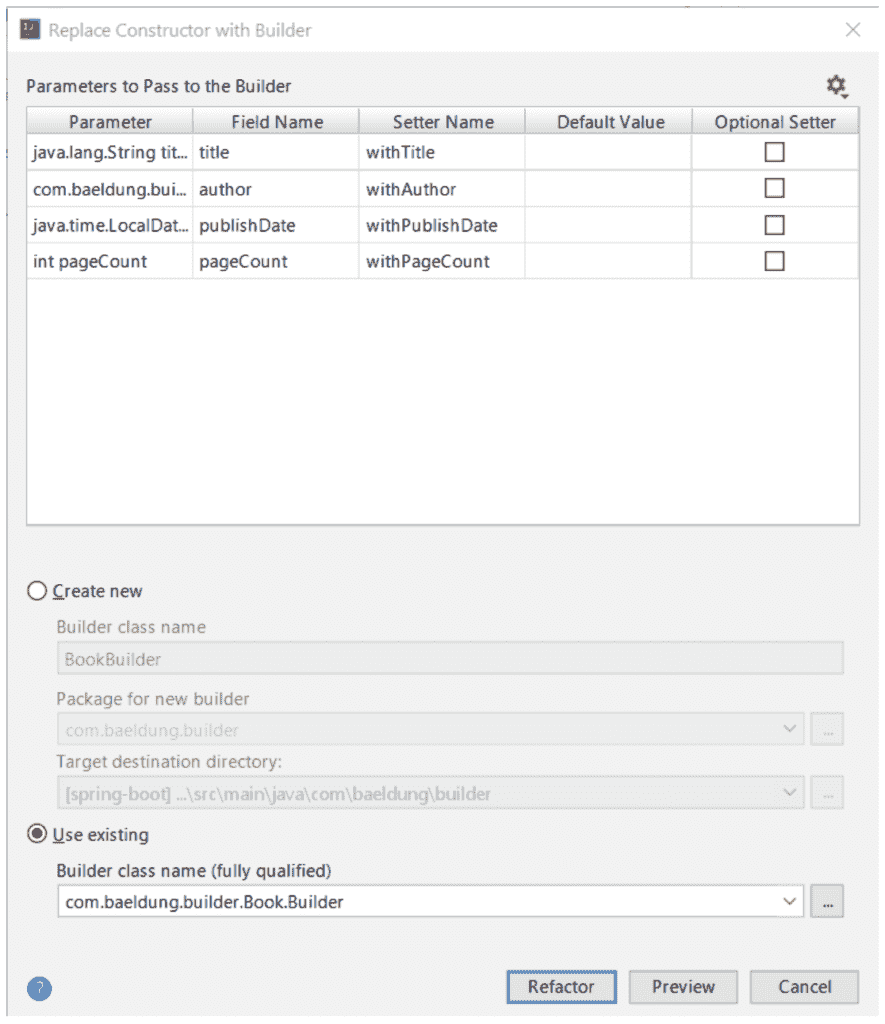 Replace Constructor with Builder
Parameters to Pass to the Builder
Parameter Field Name Setter Name Default Value Optional Setter
java.lang.String tit... title withTitle
com.baeldung.bui... author withAuthor
java.time.LocalDat... publishDate withPublishDate
int pageCount pageCount withPageCount
Create new
Builder class name
BookBuilder
Package for new builder
com.baeldung.builder
...
Target destination directory:
[spring-boot] ...\src\main\java\com\baeldung\builder
...
Use existing
Builder class name (fully qualified)
com.baeldung.builder.Book.Builder
...
? Refactor Preview Cancel